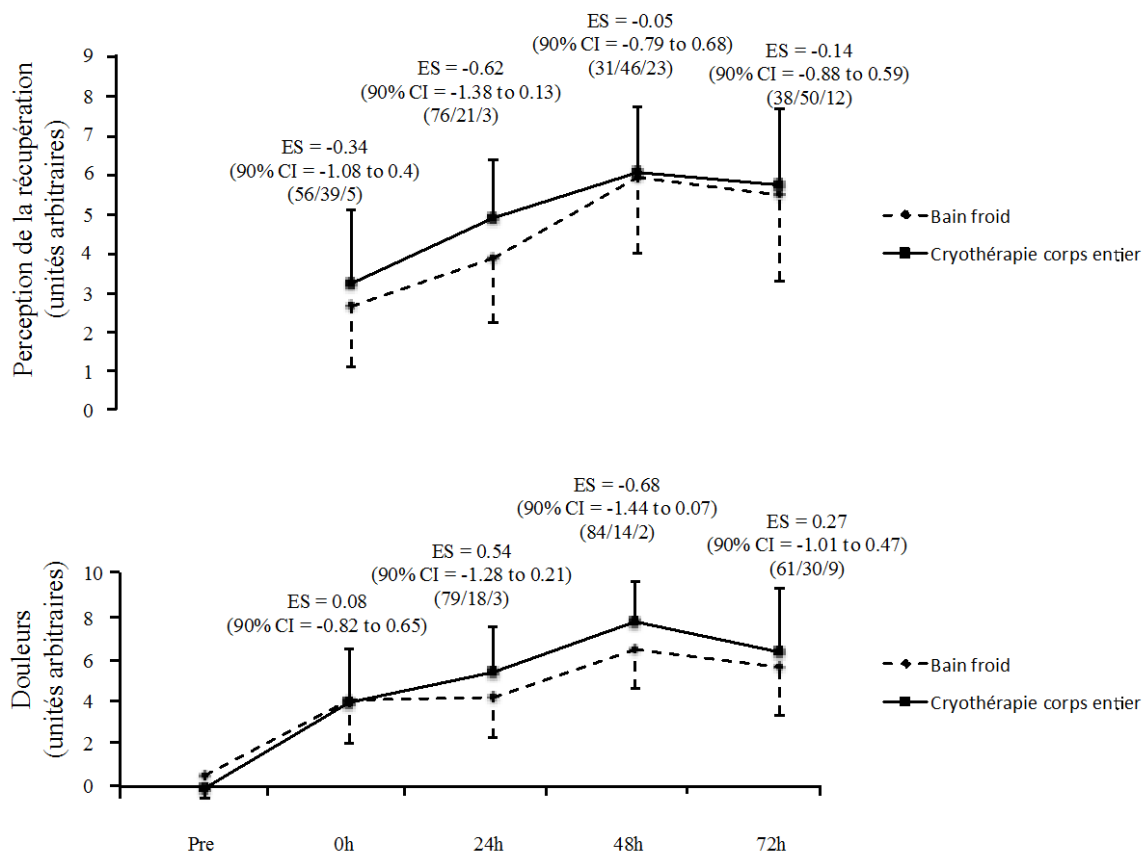 ES = -0.05
(90% CI = -0.79 to 0.68)
(31/46/23)
ES = -0.14
(90% CI = -0.88 to 0.59)
(38/50/12)
ES = -0.62
(90% CI = -1.38 to 0.13)
(76/21/3)
ES = -0.34
(90% CI = -1.08 to 0.4)
(56/39/5)
Perception de la récupération
(unités arbitraires)
9
8
7
6
5
4
3
2
1
0
Bain froid
Cryothérapie corps entier
ES = -0.68
(90% CI = -1.44 to 0.07)
(84/14/2)
ES = 0.27
(90% CI = -1.01 to 0.47)
(61/30/9)
ES = 0.54
(90% CI = -1.28 to 0.21)
(79/18/3)
ES = 0.08
(90% CI = -0.82 to 0.65)
Douleurs
(unités arbitraires)
10
8
6
4
2
0
Bain froid
Cryothérapie corps entier
Pre
0h
24h
48h
72h